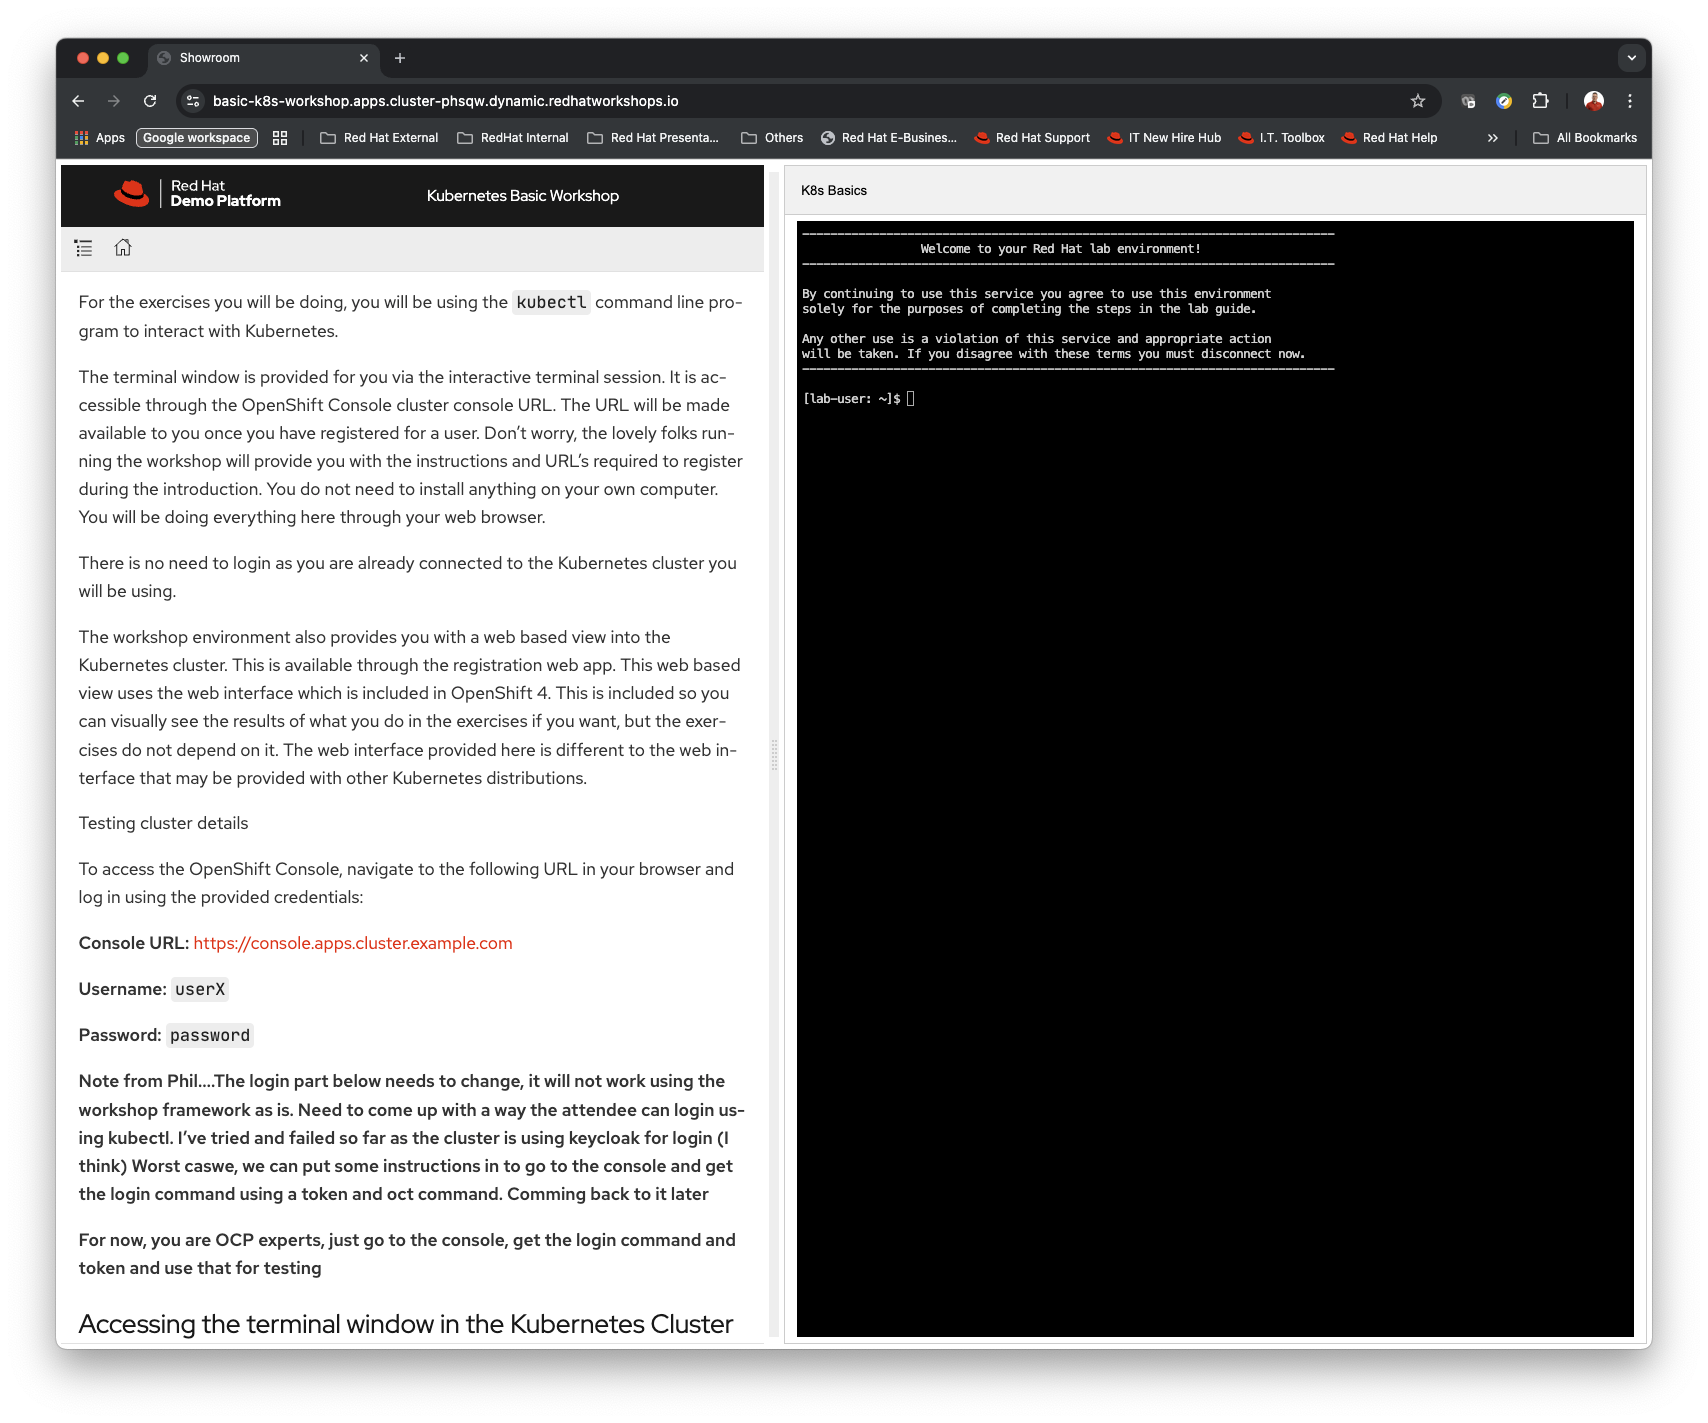 Showroom
basic-k8s-workshop.apps.cluster-phsqw.dynamic.redhatworkshops.io
Apps
Google workspace
Red Hat External
RedHat Internal
Red Hat Presenta...
Others
Red Hat E-Busines...
Red Hat Support
IT New Hire Hub
I.T. Toolbox
Red Hat Help
All Bookmarks
Red Hat
Demo Platform
Kubernetes Basic Workshop
For the exercises you will be doing, you will be using the kubectl command line pro-
gram to interact with Kubernetes.
The terminal window is provided for you via the interactive terminal session. It is ac-
cessible through the OpenShift Console cluster console URL. The URL will be made
available to you once you have registered for a user. Don’t worry, the lovely folks run-
ning the workshop will provide you with the instructions and URL’s required to register
during the introduction. You do not need to install anything on your own computer.
You will be doing everything here through your web browser.
There is no need to login as you are already connected to the Kubernetes cluster you
will be using.
The workshop environment also provides you with a web based view into the
Kubernetes cluster. This is available through the registration web app. This web based
view uses the web interface which is included in OpenShift 4. This is included so you
can visually see the results of what you do in the exercises if you want, but the exer-
cises do not depend on it. The web interface provided here is different to the web in-
terface that may be provided with other Kubernetes distributions.
Testing cluster details
To access the OpenShift Console, navigate to the following URL in your browser and
log in using the provided credentials:
Console URL: https://console.apps.cluster.example.com
Username: userX
Password: password
Note from Phil....The login part below needs to change, it will not work using the
workshop framework as is. Need to come up with a way the attendee can login us-
ing kubectl. I’ve tried and failed so far as the cluster is using keycloak for login (I
think) Worst caswe, we can put some instructions in to go to the console and get
the login command using a token and oct command. Comming back to it later
For now, you are OCP experts, just go to the console, get the login command and
token and use that for testing
Accessing the terminal window in the Kubernetes Cluster
K8s Basics
Welcome to your Red Hat lab environment!
By continuing to use this service you agree to use this environment
solely for the purposes of completing the steps in the lab guide.
Any other use is a violation of this service and appropriate action
will be taken. If you disagree with these terms you must disconnect now.
[lab-user: ~]$